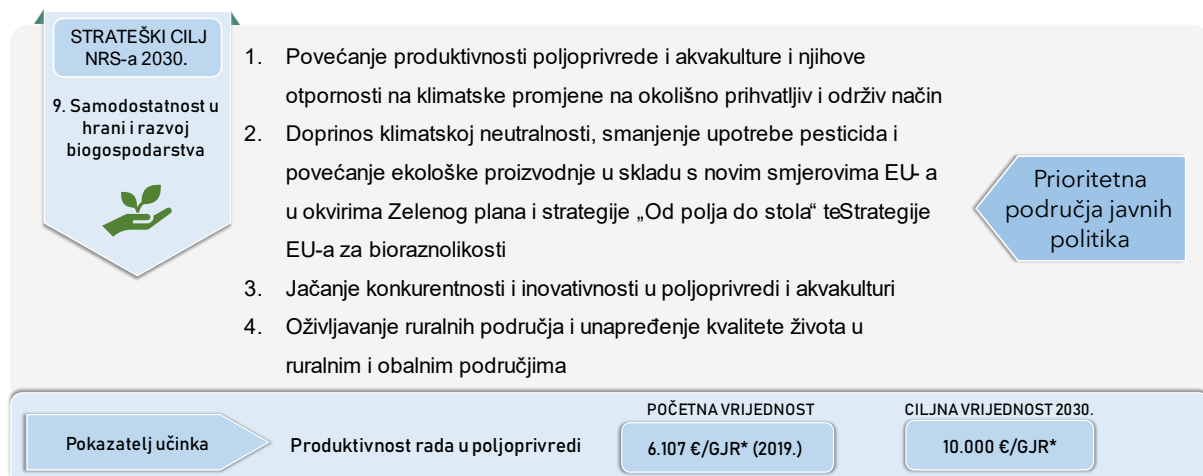 STRATEŠKI CILJ
NRS-a 2030.
9. Samodostatnost u
hrani i razvoj
biogospodarstva
1. Povećanje produktivnosti poljoprivrede i akvakulture i njihove
otpornosti na klimatske promjene na okolišno prihvatljiv i održiv način
2. Doprinos klimatskoj neutralnosti, smanjenje upotrebe pesticida i
povećanje ekološke proizvodnje u skladu s novim smjerovima EU- a
u okvirima Zelenog plana i strategije „Od polja do stola“ teStrategije
EU-a za bioraznolikosti
3. Jačanje konkurentnosti i inovativnosti u poljoprivredi i akvakulturi
4. Oživljavanje ruralnih područja i unapređenje kvalitete života u
ruralnim i obalnim područjima
Prioritetna
područja javnih
politika
Pokazatelj učinka
Produktivnost rada u poljoprivredi
POČETNA VRIJEDNOST
6.107 €/GJR* (2019.)
CILJNA VRIJEDNOST 2030.
10.000 €/GJR*